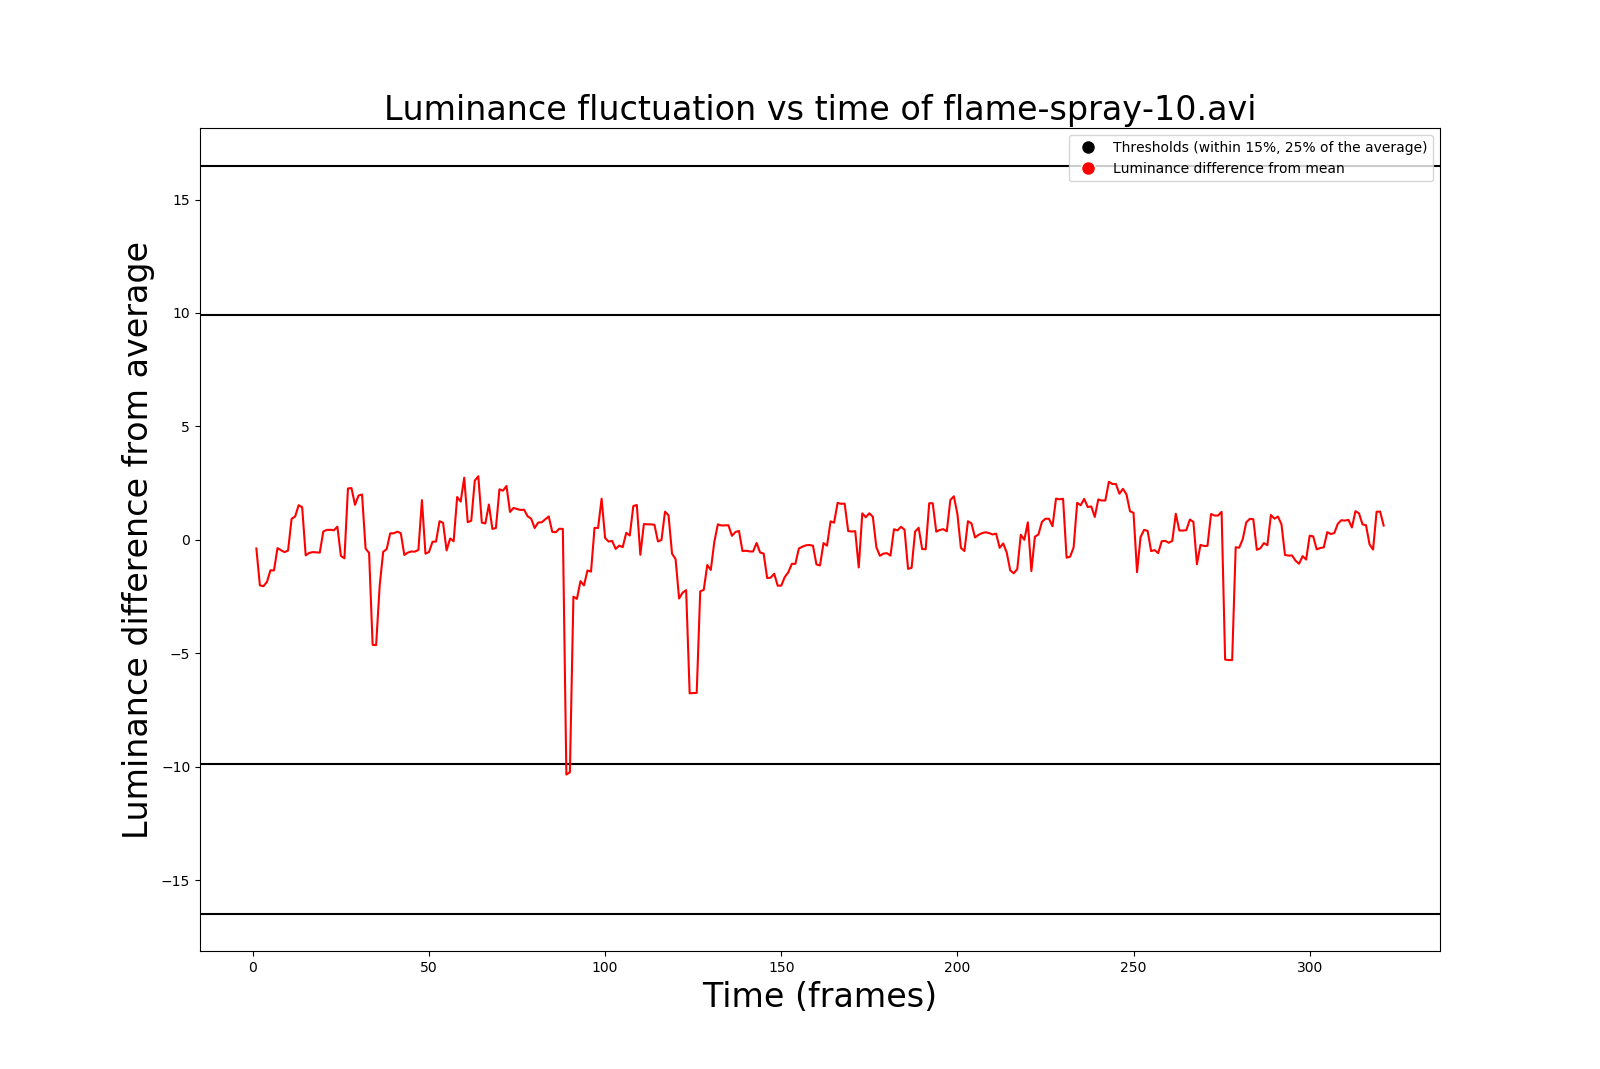 Luminance fluctuation vs time of flame-spray-10.avi
Thresholds (within 15%, 25% of the average)
Luminance difference from mean
Luminance difference from average
15
10
5
0
−5
−10
−15
0 50 100 150 200 250 300
Time (frames)